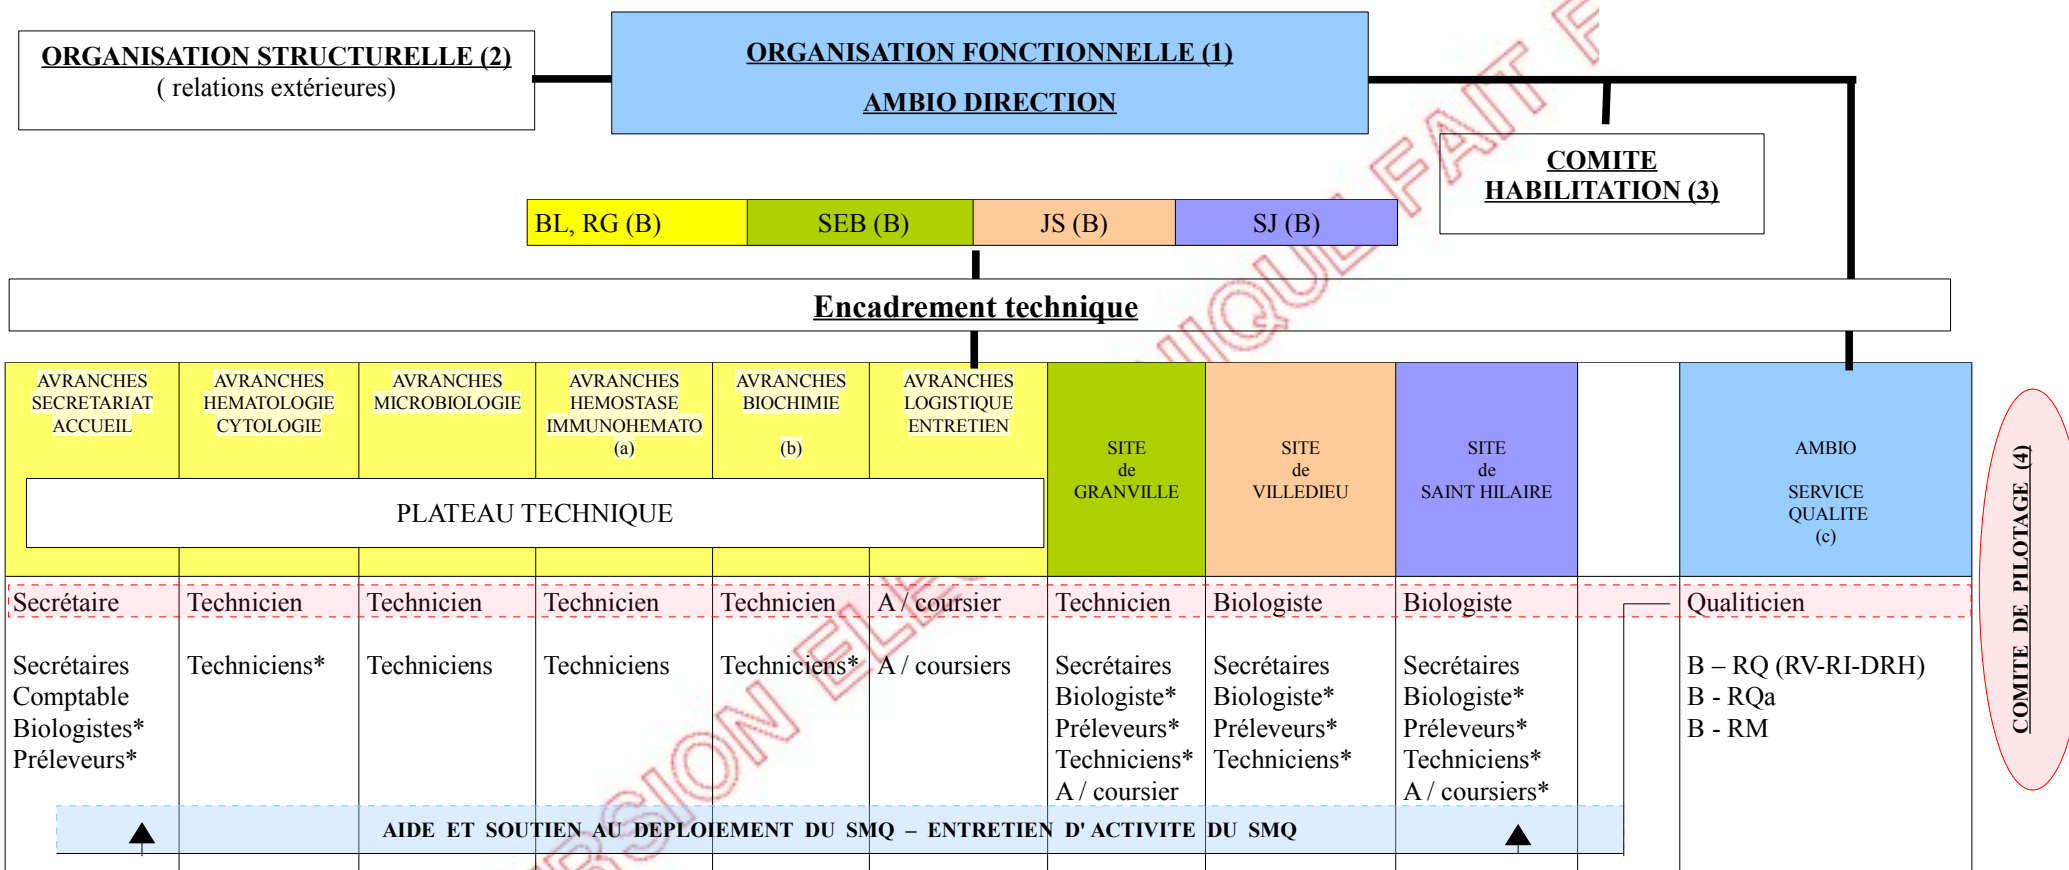 ORGANISATION STRUCTURELLE (2)
( relations extérieures)
ORGANISATION FONCTIONNELLE (1)
AMBIO DIRECTION
COMITE
HABILITATION (3)
BL, RG (B)
SEB (B)
JS (B)
SJ (B)
Encadrement technique
AVRANCHES
SECRETARIAT
ACCUEIL
AVRANCHES
HEMATOLOGIE
CYTOLOGIE
AVRANCHES
MICROBIOLOGIE
AVRANCHES
HEMOSTASE
IMMUNOHEMATO
(a)
AVRANCHES
BIOCHIMIE
(b)
AVRANCHES
LOGISTIQUE
ENTRETIEN
PLATEAU TECHNIQUE
SITE
de
GRANVILLE
SITE
de
VILLEDIEU
SITE
de
SAINT HILAIRE
AMBIO
SERVICE
QUALITE
(c)
COMITE DE PILOTAGE (4)
Secrétaire
Technicien
Technicien
Technicien
Technicien
A / coursier
Technicien
Biologiste
Biologiste
Qualiticien
Secrétaires
Comptable
Biologistes*
Préleveurs*
Techniciens*
Techniciens
Techniciens
Techniciens*
A / coursiers
Secrétaires
Biologiste*
Préleveurs*
Techniciens*
A / coursier
Secrétaires
Biologiste*
Préleveurs*
Techniciens*
Secrétaires
Biologiste*
Préleveurs*
Techniciens*
A / coursiers*
B – RQ (RV-RI-DRH)
B - RQa
B - RM
AIDE ET SOUTIEN AU DEPLOIEMENT DU SMQ – ENTRETIEN D' ACTIVITE DU SMQ